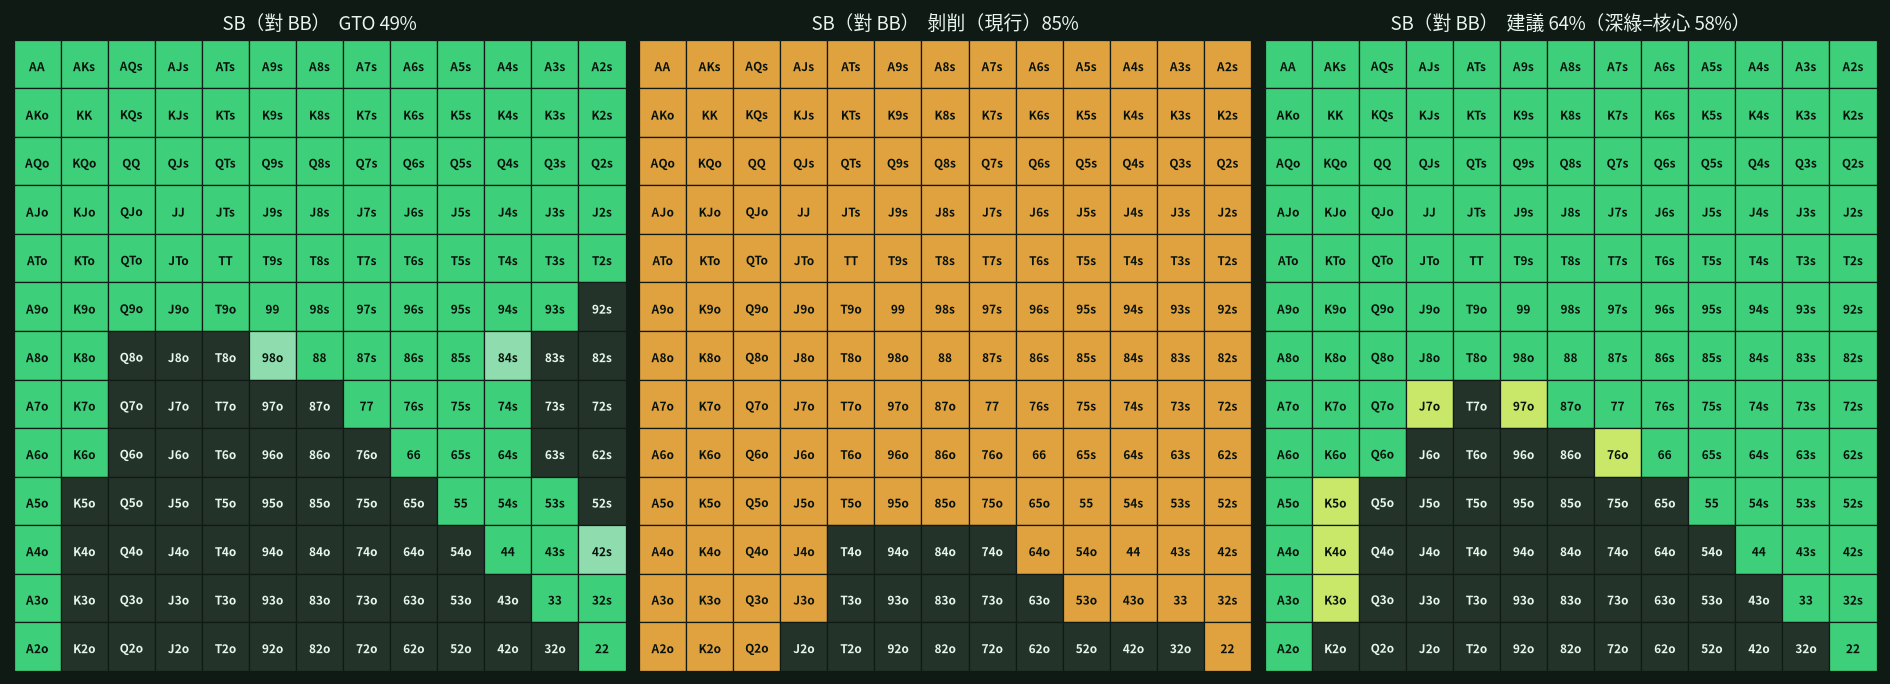 SB（對 BB） GTO 49%
AA AKs AQs AJs ATs A9s A8s A7s A6s A5s A4s A3s A2s
AKo KK KQs KJs KTs K9s K8s K7s K6s K5s K4s K3s K2s
AQo KQo QQ QJs QTs Q9s Q8s Q7s Q6s Q5s Q4s Q3s Q2s
AJo KJo QJo JJ JTs J9s J8s J7s J6s J5s J4s J3s J2s
ATo KTo QTo JTo TT T9s T8s T7s T6s T5s T4s T3s T2s
A9o K9o Q9o J9o T9o 99 98s 97s 96s 95s 94s 93s 92s
A8o K8o Q8o J8o T8o 98o 88 87s 86s 85s 84s 83s 82s
A7o K7o Q7o J7o T7o 97o 87o 77 76s 75s 74s 73s 72s
A6o K6o Q6o J6o T6o 96o 86o 76o 66 65s 64s 63s 62s
A5o K5o Q5o J5o T5o 95o 85o 75o 65o 55 54s 53s 52s
A4o K4o Q4o J4o T4o 94o 84o 74o 64o 54o 44 43s 42s
A3o K3o Q3o J3o T3o 93o 83o 73o 63o 53o 43o 33 32s
A2o K2o Q2o J2o T2o 92o 82o 72o 62o 52o 42o 32o 22
SB（對 BB） 剝削（現行）85%
AA AKs AQs AJs ATs A9s A8s A7s A6s A5s A4s A3s A2s
AKo KK KQs KJs KTs K9s K8s K7s K6s K5s K4s K3s K2s
AQo KQo QQ QJs QTs Q9s Q8s Q7s Q6s Q5s Q4s Q3s Q2s
AJo KJo QJo JJ JTs J9s J8s J7s J6s J5s J4s J3s J2s
ATo KTo QTo JTo TT T9s T8s T7s T6s T5s T4s T3s T2s
A9o K9o Q9o J9o T9o 99 98s 97s 96s 95s 94s 93s 92s
A8o K8o Q8o J8o T8o 98o 88 87s 86s 85s 84s 83s 82s
A7o K7o Q7o J7o T7o 97o 87o 77 76s 75s 74s 73s 72s
A6o K6o Q6o J6o T6o 96o 86o 76o 66 65s 64s 63s 62s
A5o K5o Q5o J5o T5o 95o 85o 75o 65o 55 54s 53s 52s
A4o K4o Q4o J4o T4o 94o 84o 74o 64o 54o 44 43s 42s
A3o K3o Q3o J3o T3o 93o 83o 73o 63o 53o 43o 33 32s
A2o K2o Q2o J2o T2o 92o 82o 72o 62o 52o 42o 32o 22
SB（對 BB） 建議 64%（深綠=核心 58%）
AA AKs AQs AJs ATs A9s A8s A7s A6s A5s A4s A3s A2s
AKo KK KQs KJs KTs K9s K8s K7s K6s K5s K4s K3s K2s
AQo KQo QQ QJs QTs Q9s Q8s Q7s Q6s Q5s Q4s Q3s Q2s
AJo KJo QJo JJ JTs J9s J8s J7s J6s J5s J4s J3s J2s
ATo KTo QTo JTo TT T9s T8s T7s T6s T5s T4s T3s T2s
A9o K9o Q9o J9o T9o 99 98s 97s 96s 95s 94s 93s 92s
A8o K8o Q8o J8o T8o 98o 88 87s 86s 85s 84s 83s 82s
A7o K7o Q7o J7o T7o 97o 87o 77 76s 75s 74s 73s 72s
A6o K6o Q6o J6o T6o 96o 86o 76o 66 65s 64s 63s 62s
A5o K5o Q5o J5o T5o 95o 85o 75o 65o 55 54s 53s 52s
A4o K4o Q4o J4o T4o 94o 84o 74o 64o 54o 44 43s 42s
A3o K3o Q3o J3o T3o 93o 83o 73o 63o 53o 43o 33 32s
A2o K2o Q2o J2o T2o 92o 82o 72o 62o 52o 42o 32o 22